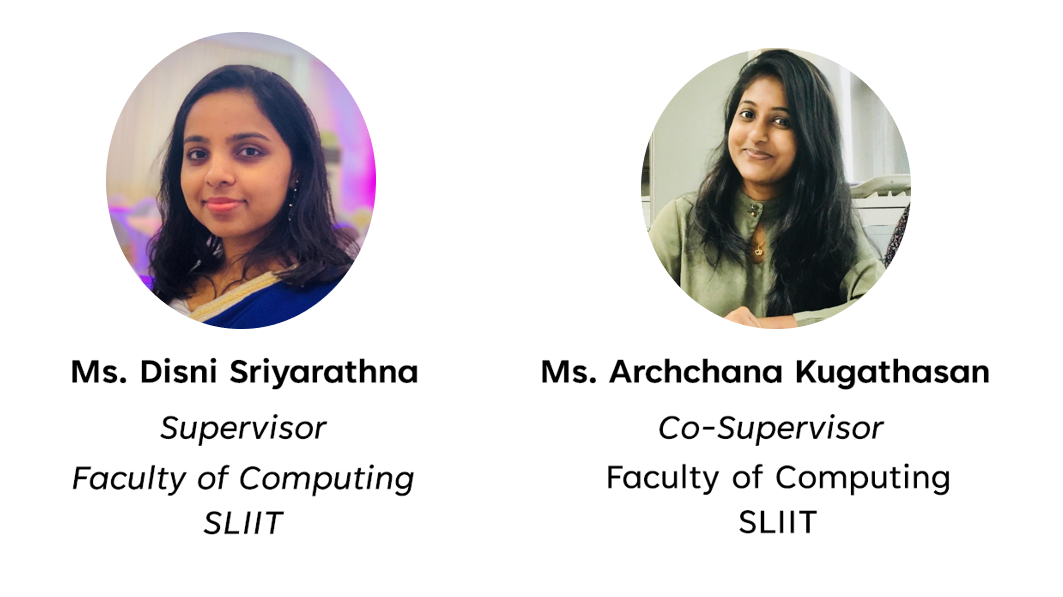 Ms. Disni Sriyarathna
Supervisor
Faculty of Computing
SLIIT
Ms. Archchana Kugathasan
Co-Supervisor
Faculty of Computing
SLIIT